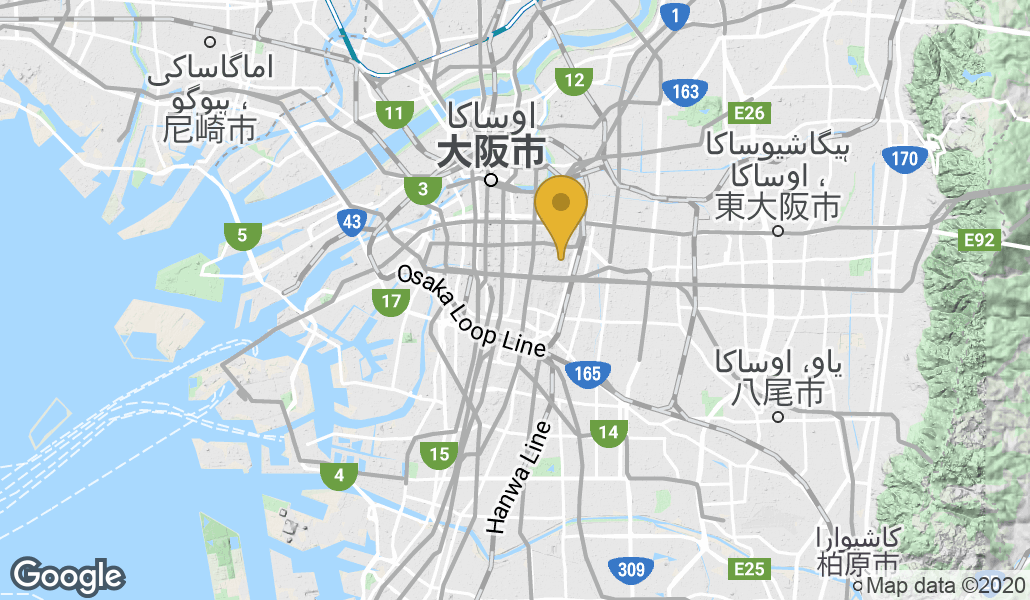 1
اماگاساکی
، ہیوگو
尼崎市
12
163
11
E26
اوساکا
大阪市
ہیگاشیوساکا
، اوساکا
東大阪市
170
3
43
5
E92
17
Osaka Loop Line
یاو، اوساکا
八尾市
165
14
15
Hanwa Line
4
کاشیوارا
柏原市
309
E25
Google
Map data ©2020